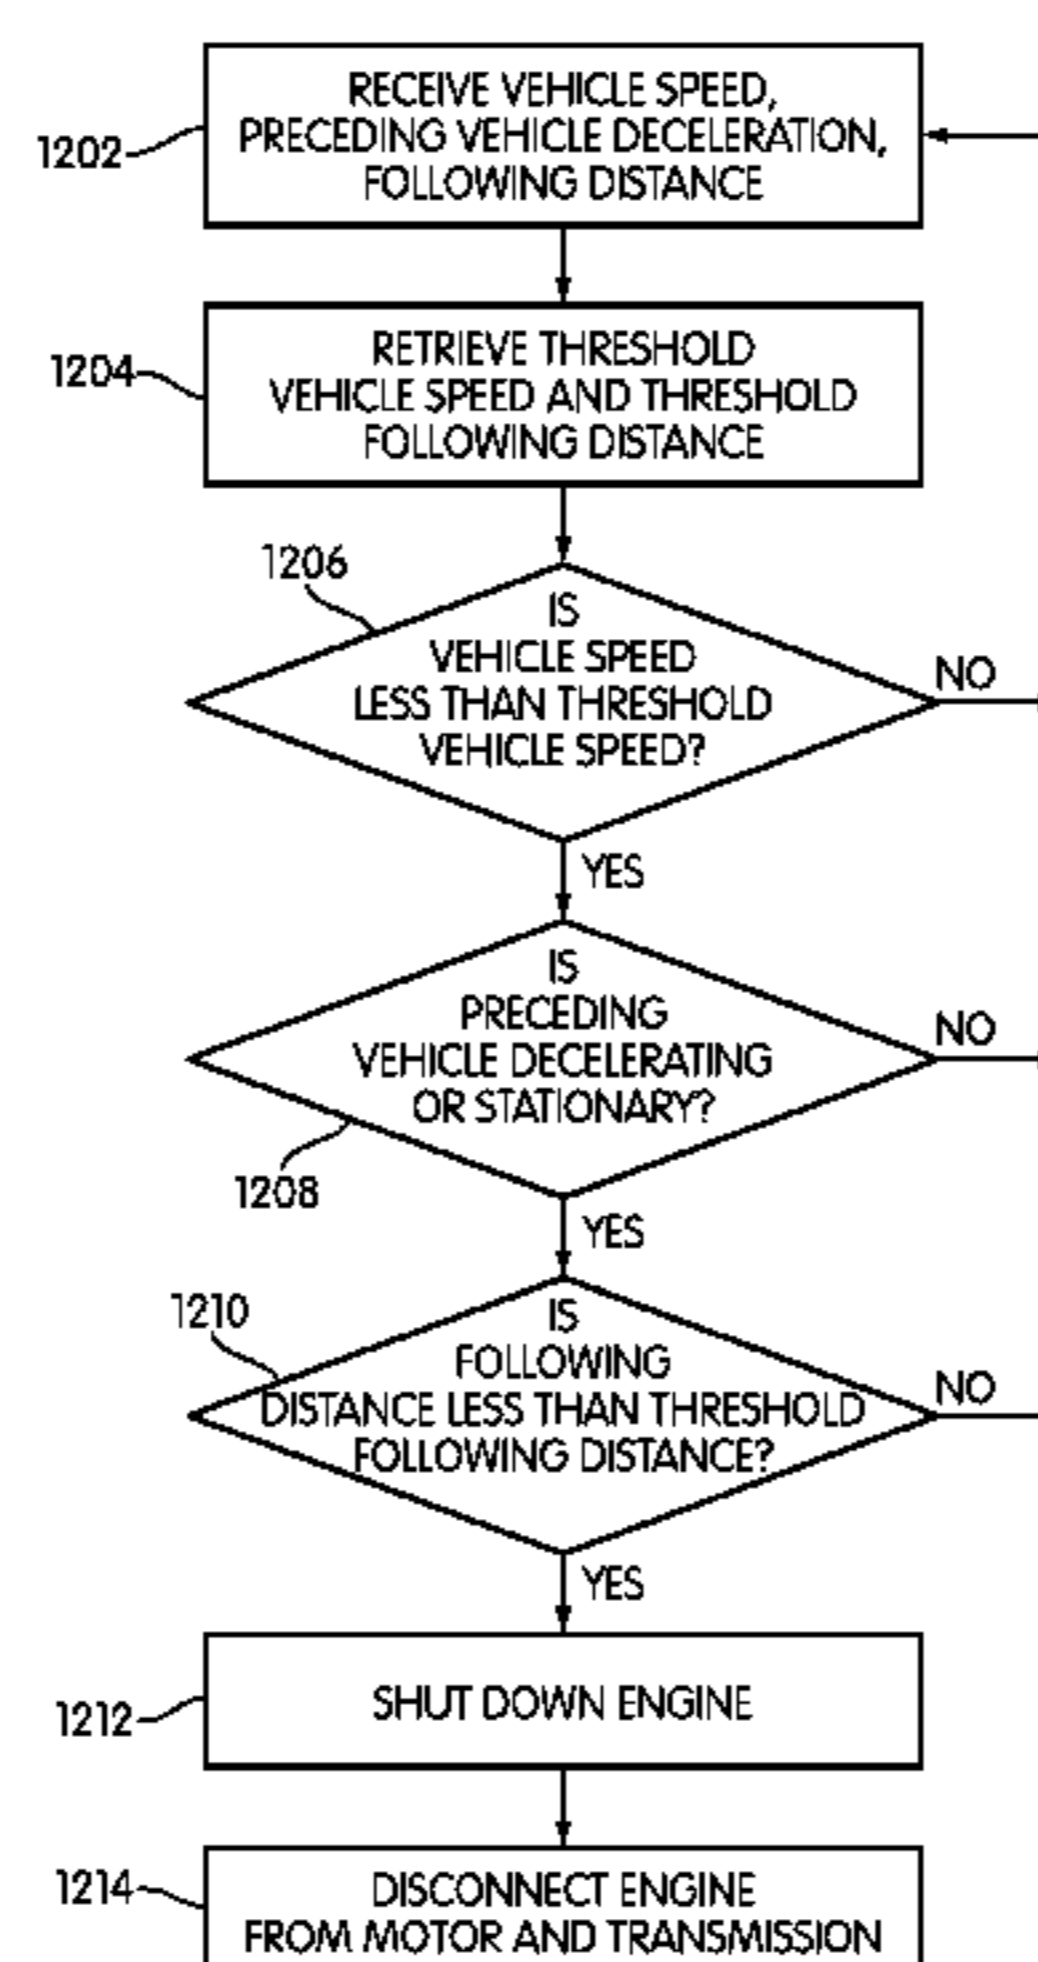 RECEIVE VEHICLE SPEED,
PRECEDING VEHICLE DECELERATION,
FOLLOWING DISTANCE
1202
RETRIEVE THRESHOLD
VEHICLE SPEED AND THRESHOLD
FOLLOWING DISTANCE
1204
1206
IS
VEHICLE SPEED
LESS THAN THRESHOLD
VEHICLE SPEED?
NO
YES
IS
PRECEDING
VEHICLE DECELERATING
OR STATIONARY?
NO
1208
YES
1210
IS
FOLLOWING
DISTANCE LESS THAN THRESHOLD
FOLLOWING DISTANCE?
NO
YES
SHUT DOWN ENGINE
1212
1214
DISCONNECT ENGINE
FROM MOTOR AND TRANSMISSION